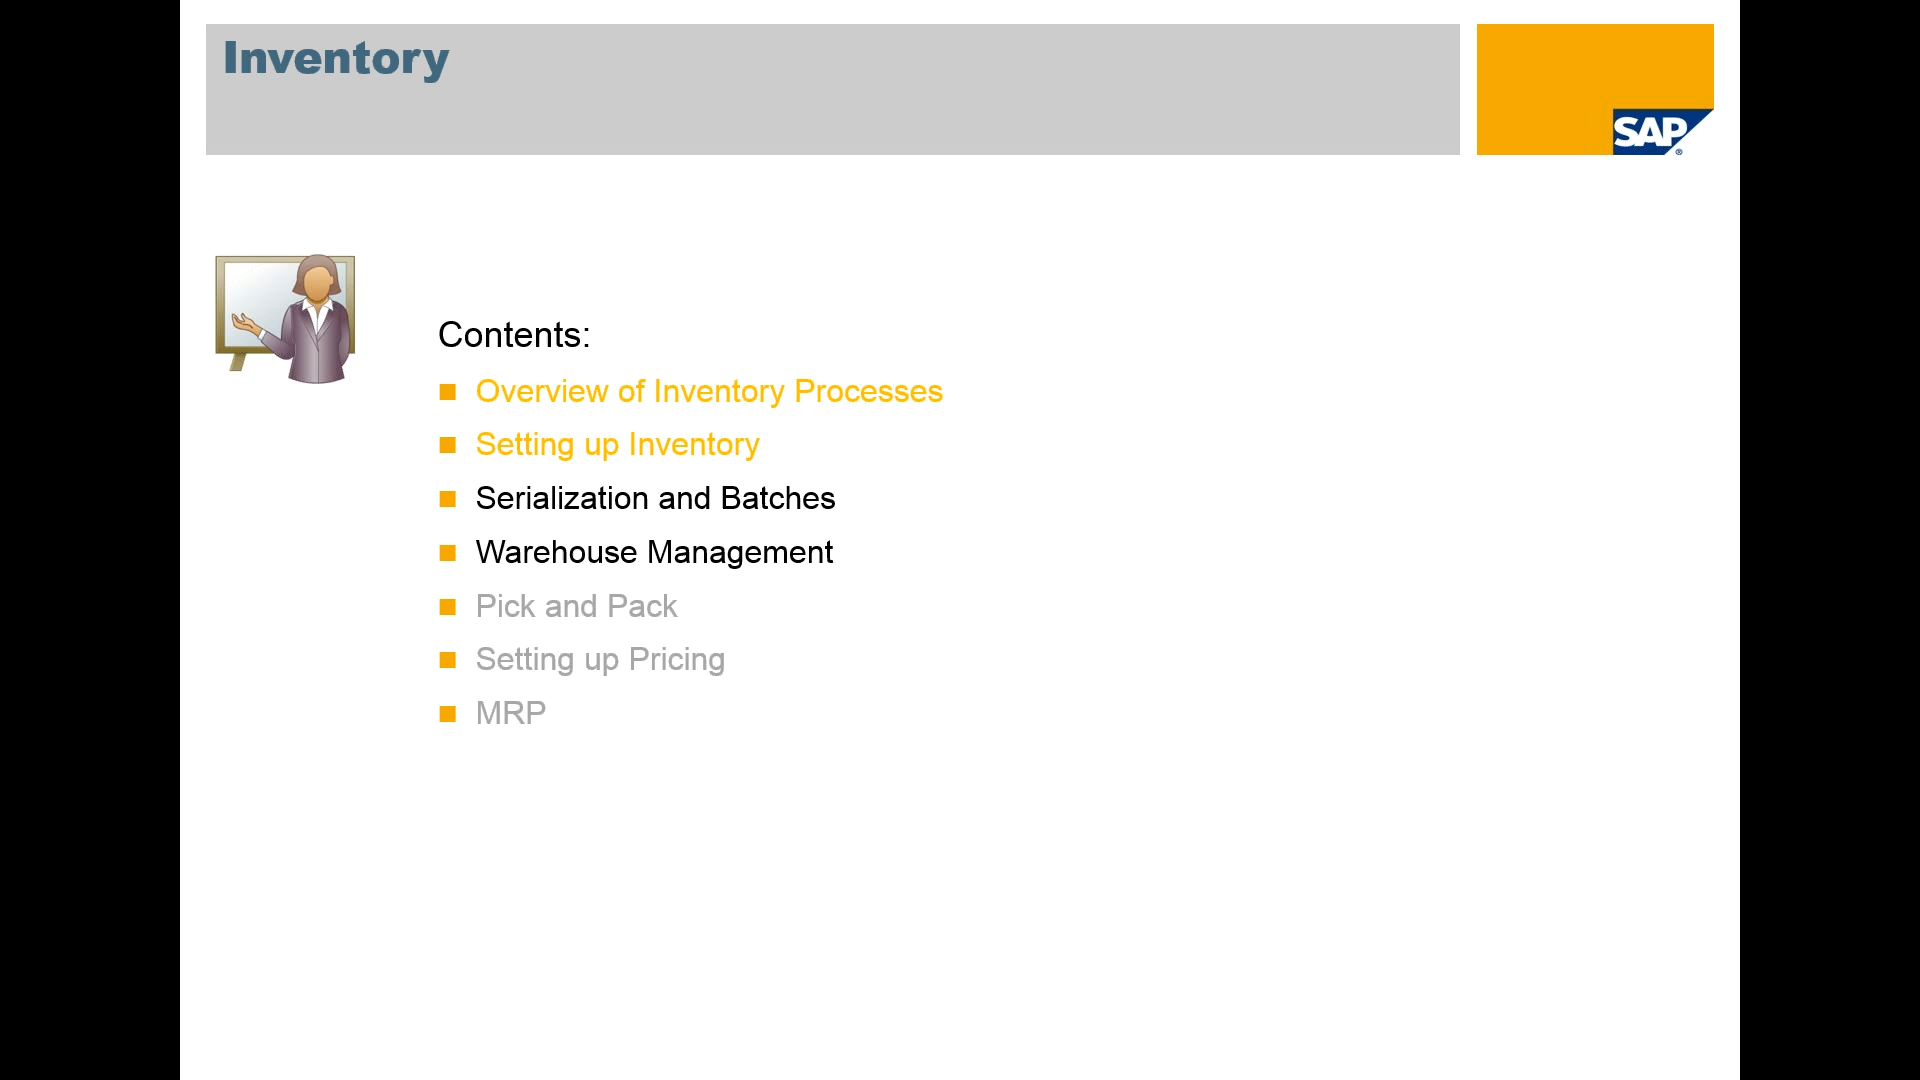 Inventory
SAP®
Contents:
Overview of Inventory Processes
Setting up Inventory
Serialization and Batches
Warehouse Management
Pick and Pack
Setting up Pricing
MRP